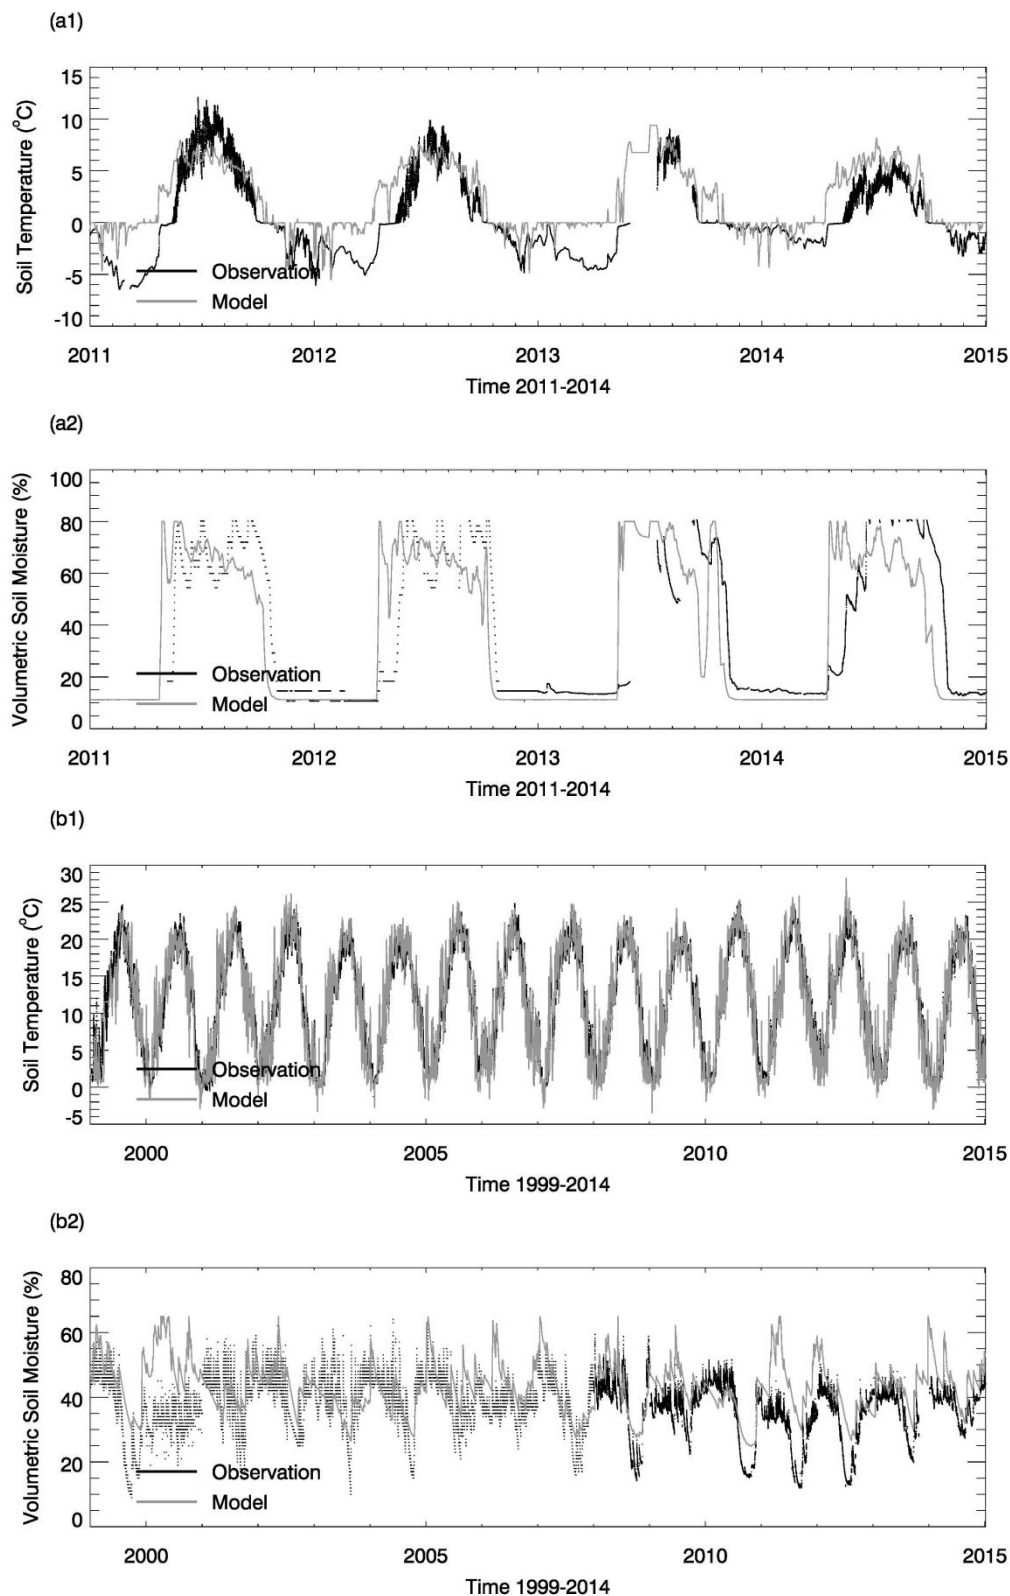 (a1)
Soil Temperature (°C)
15
10
5
0
-5
-10
Observation
Model
2011 2012 2013 2014 2015
Time 2011-2014
(a2)
Volumetric Soil Moisture (%)
100
80
60
40
20
0
Observation
Model
2011 2012 2013 2014 2015
Time 2011-2014
(b1)
Soil Temperature (°C)
30
25
20
15
10
5
0
-5
Observation
Model
2000 2005 2010 2015
Time 1999-2014
(b2)
Volumetric Soil Moisture (%)
80
60
40
20
0
Observation
Model
2000 2005 2010 2015
Time 1999-2014